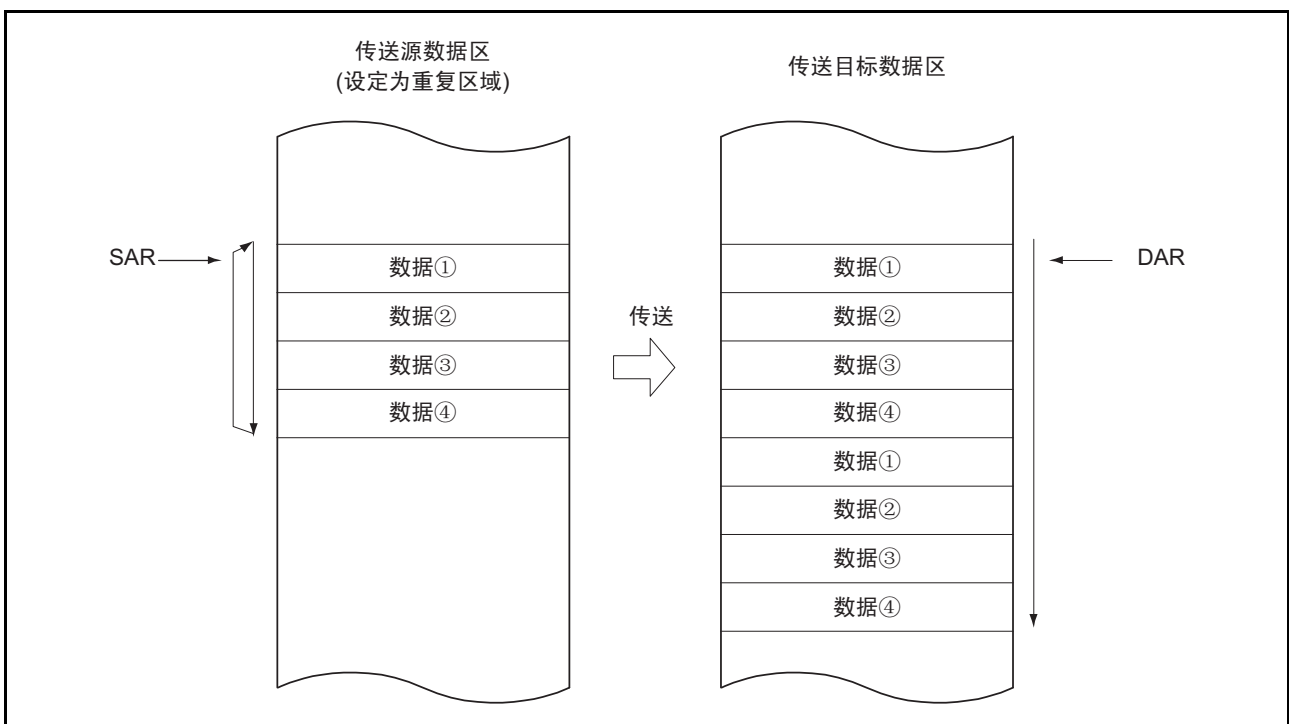 传送源数据区
(设定为重复区域)
传送目标数据区
SAR
数据①
数据②
数据③
数据④
传送
数据①
数据②
数据③
数据④
数据①
数据②
数据③
数据④
DAR